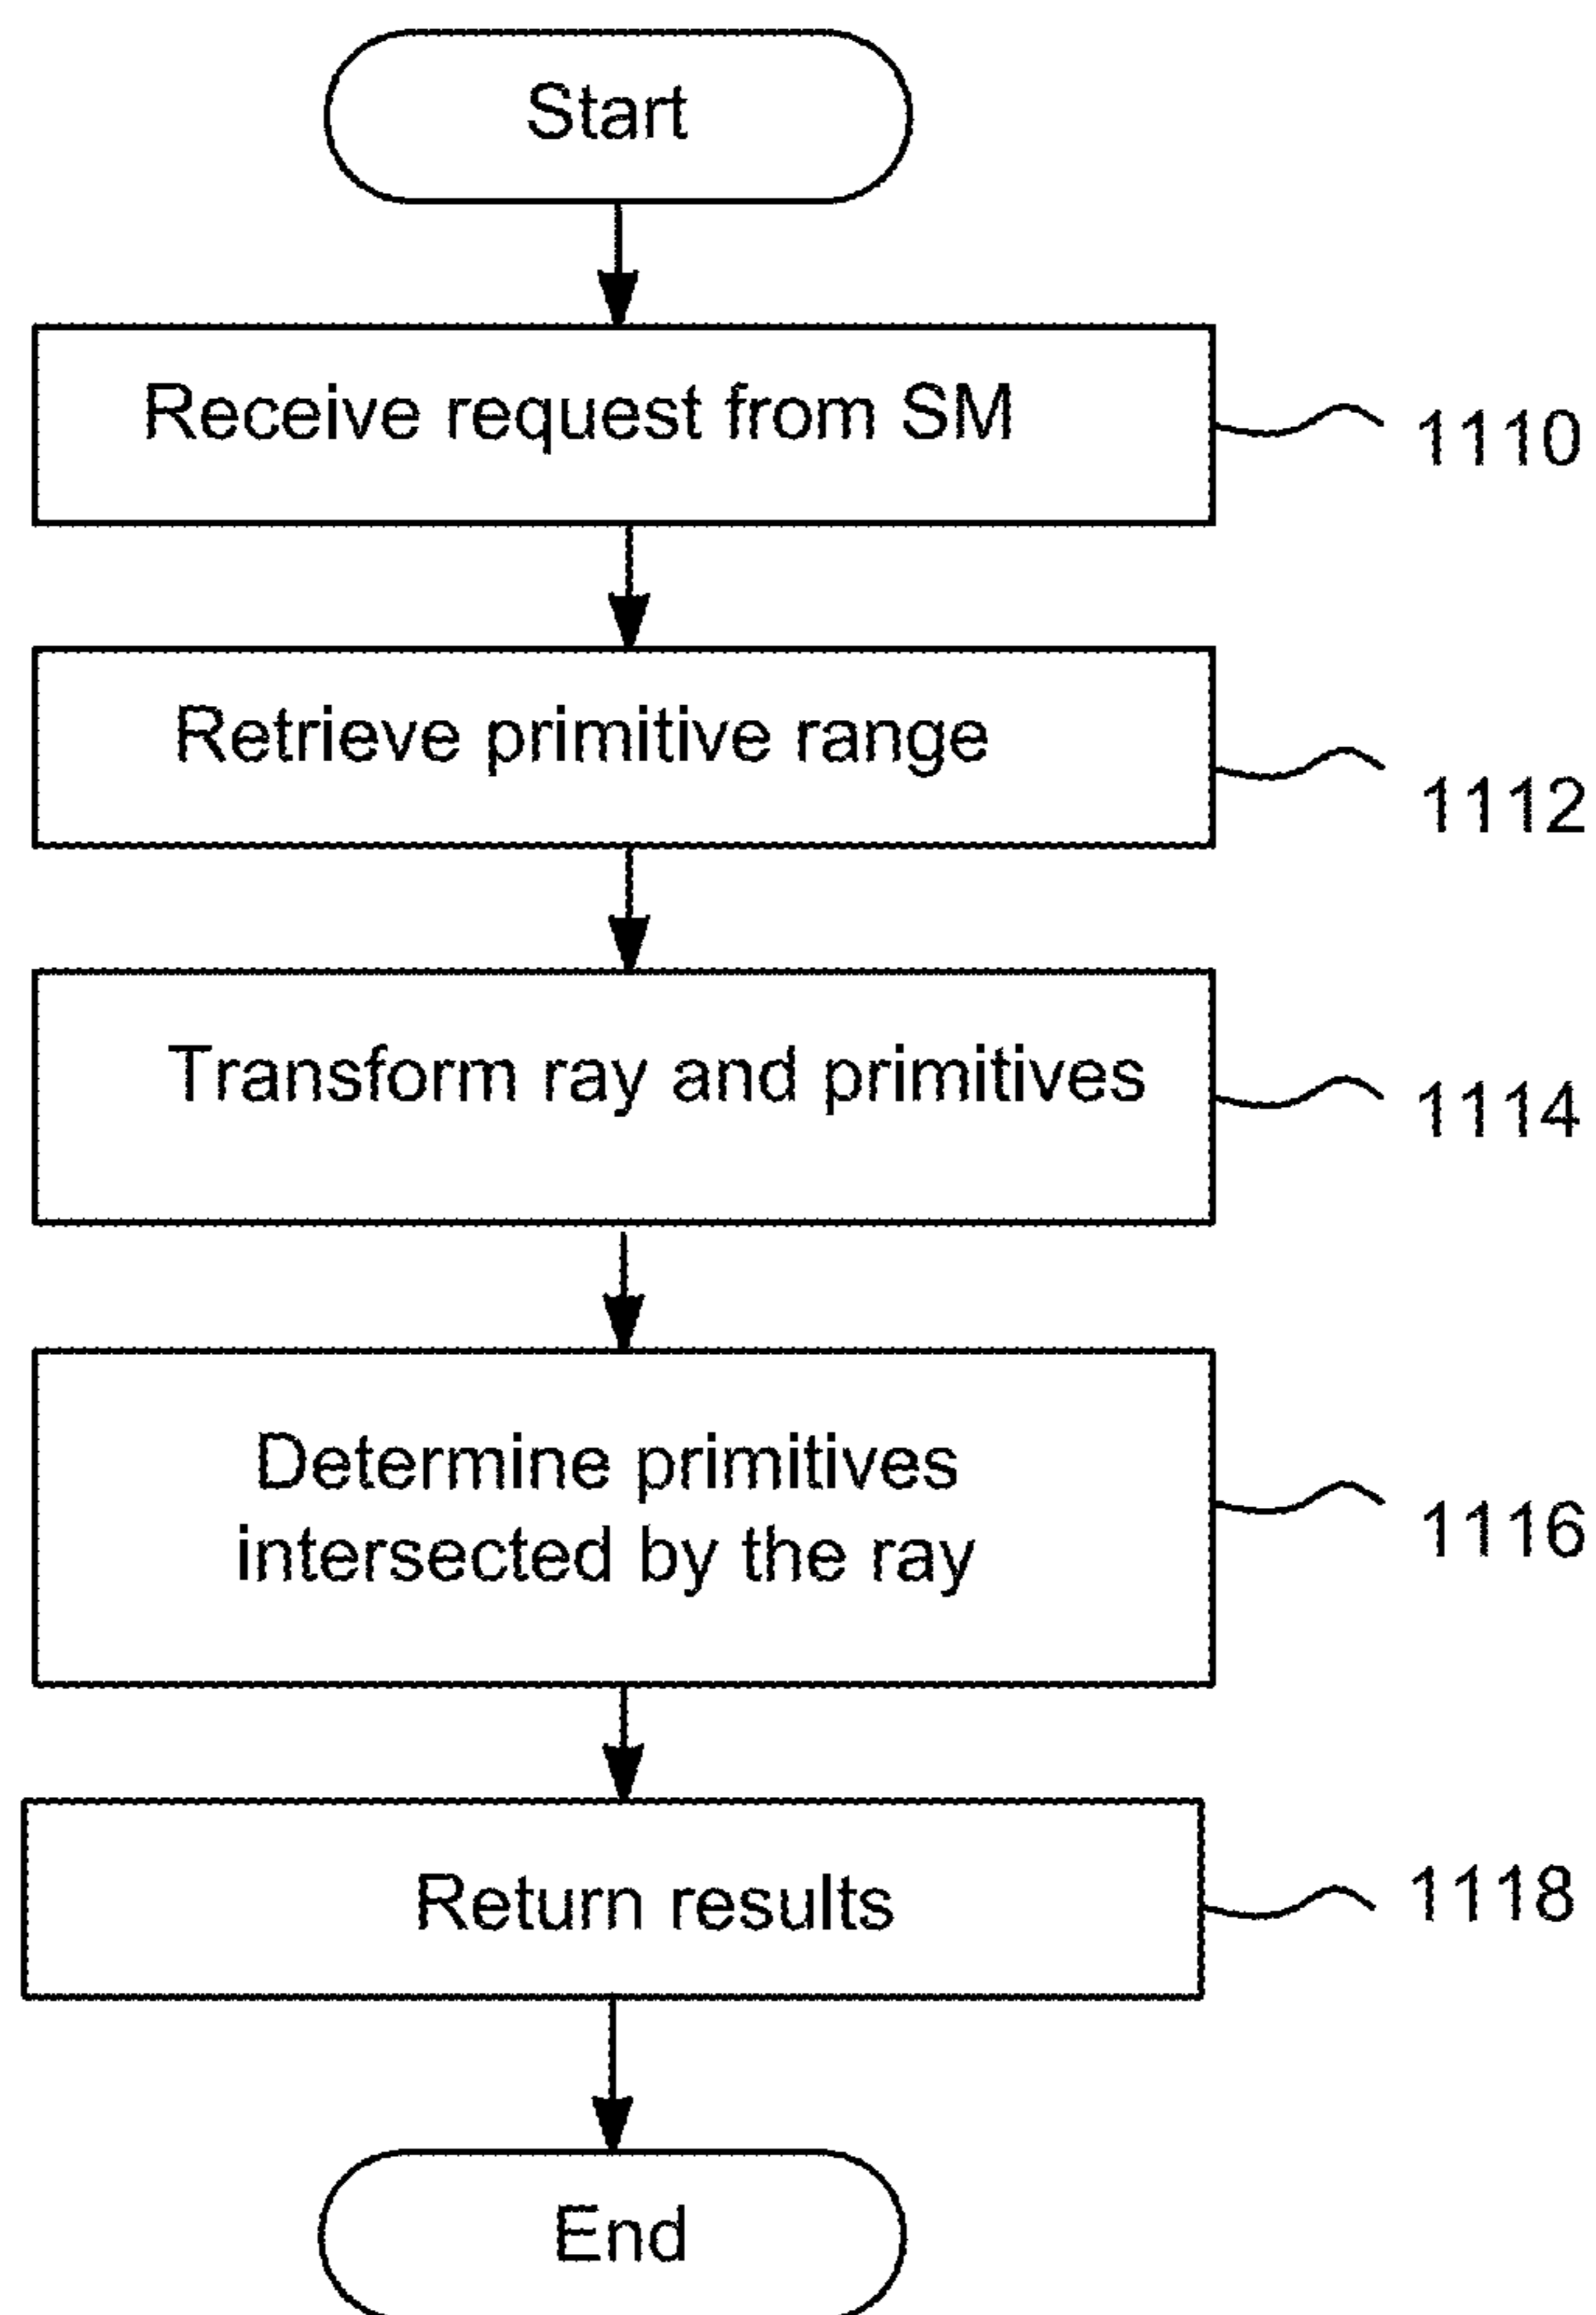 Start
Receive request from SM
1110
Retrieve primitive range
1112
Transform ray and primitives
1114
Determine primitives
intersected by the ray
1116
Return results
1118
End